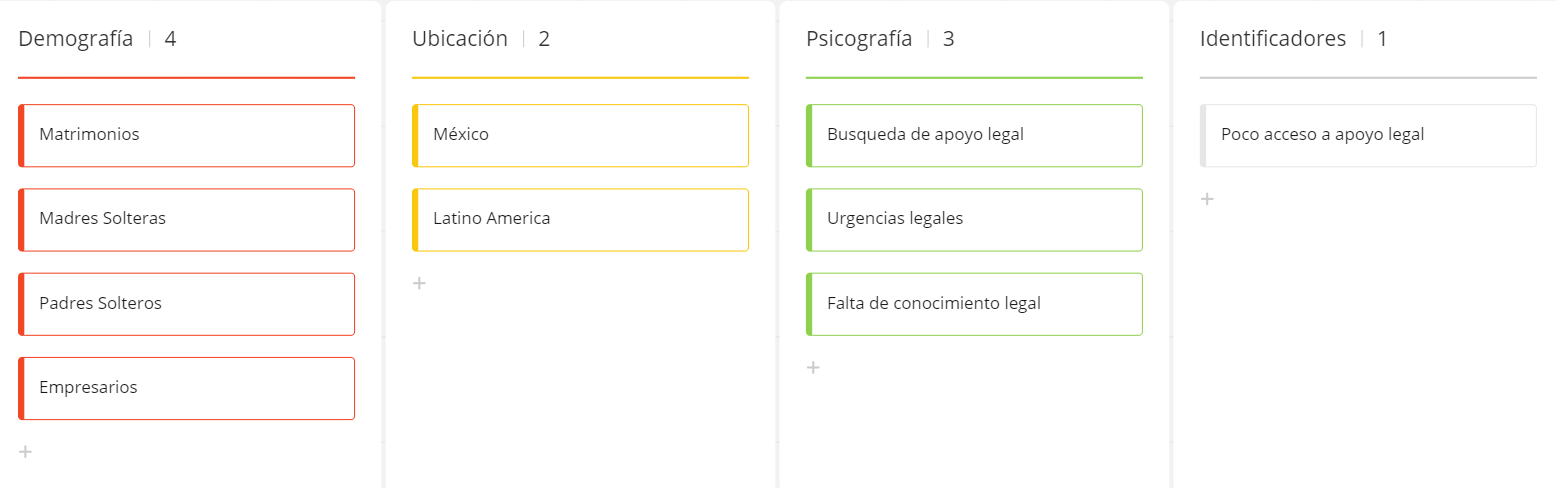 Demografía | 4
Matrimonios
Madres Solteras
Padres Solteros
Empresarios
+
Ubicación | 2
México
Latino America
+
Psicografía | 3
Busqueda de apoyo legal
Urgencias legales
Falta de conocimiento legal
+
Identificadores | 1
Poco acceso a apoyo legal
+